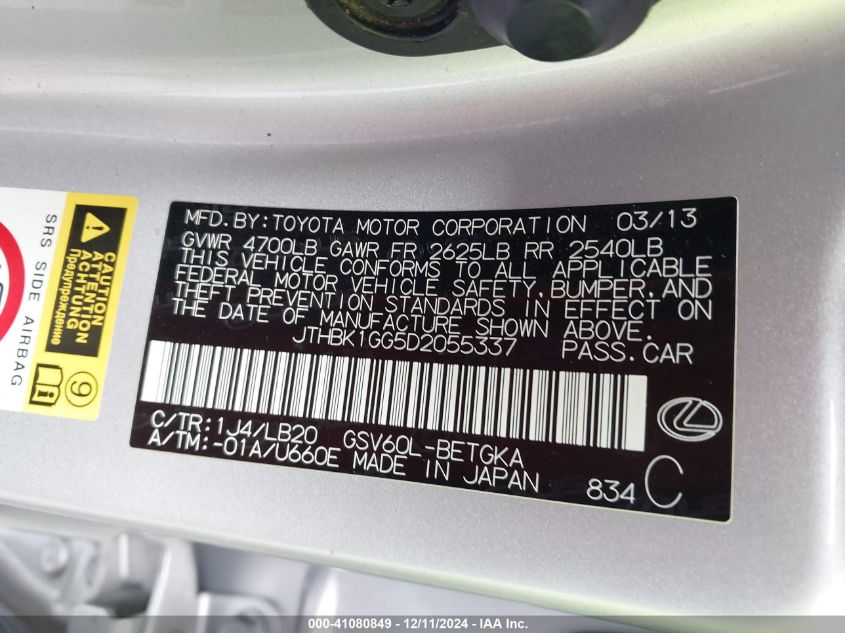 MFD. BY: TOYOTA MOTOR CORPORATION 03/13
GVWR 4700LB GAWR FR 2625LB RR 2540LB
THIS VEHICLE CONFORMS TO ALL APPLICABLE
FEDERAL MOTOR VEHICLE SAFETY, BUMPER, AND
THEFT PREVENTION STANDARDS IN EFFECT ON
THE DATE OF MANUFACTURE SHOWN ABOVE.
JTHBK1GG5D2055337 PASS. CAR
C/TR: 1J4/LB20 GSV60L-BETGKA
A/TM: -01A/U660E MADE IN JAPAN
834 C
SRS SIDE AIRBAG
CAUTION
ATTENTION
ACHTUNG
Предупреждение
9
000-41080849 - 12/11/2024 - IAA Inc.